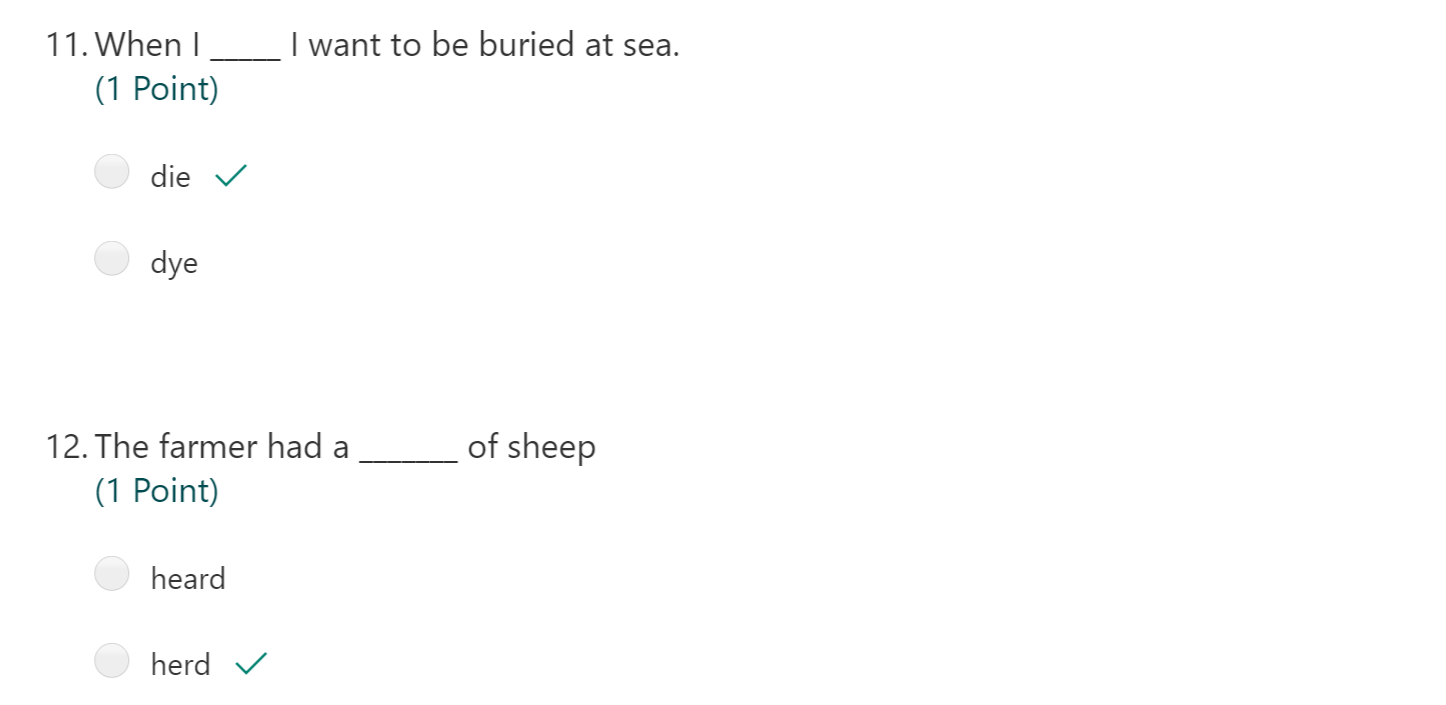 11. When I _____ I want to be buried at sea.
(1 Point)
die
dye
12. The farmer had a _______ of sheep
(1 Point)
heard
herd